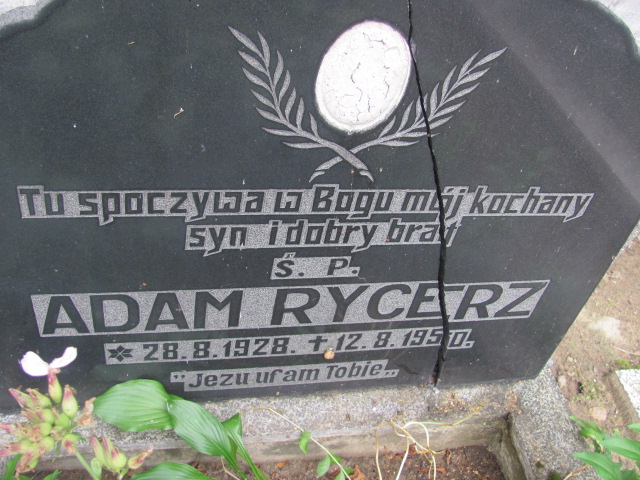 Tu spoczywa w Bogu mój kochany
syn i dobry brat
Ś. P.
ADAM RYCERZ
* 28.8.1928. + 12.8.1950.
"Jezu ufam Tobie"